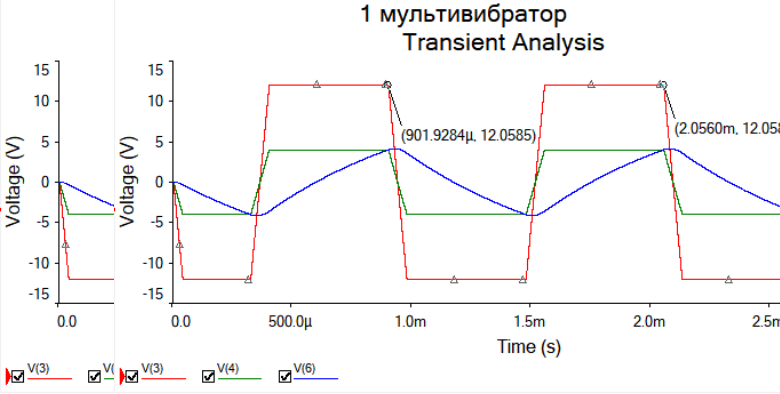 1 мультивибратор
Transient Analysis
Voltage (V)
15
10
5
0
-5
-10
-15
0.0
V(3)
V(
Voltage (V)
15
10
5
0
-5
-10
-15
(901.9284µ, 12.0585)
(2.0560m, 12.058
0.0 500.0µ 1.0m 1.5m 2.0m 2.5m
Time (s)
V(3) V(4) V(6)